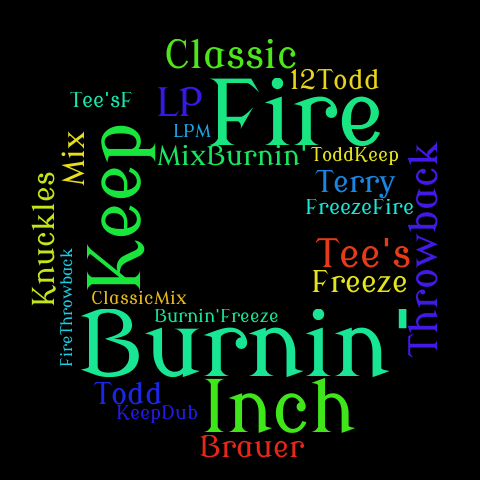 Classic
12Todd
Fire
Tee'sF
LP
LPM
Keep
Mix
MixBurnin'
ToddKeep
Terry
FreezeFire
Throwback
Knuckles
Tee's
Freeze
FireThrowback
ClassicMix
Burnin'Freeze
Burnin'
Todd
KeepDub
Inch
Brauer